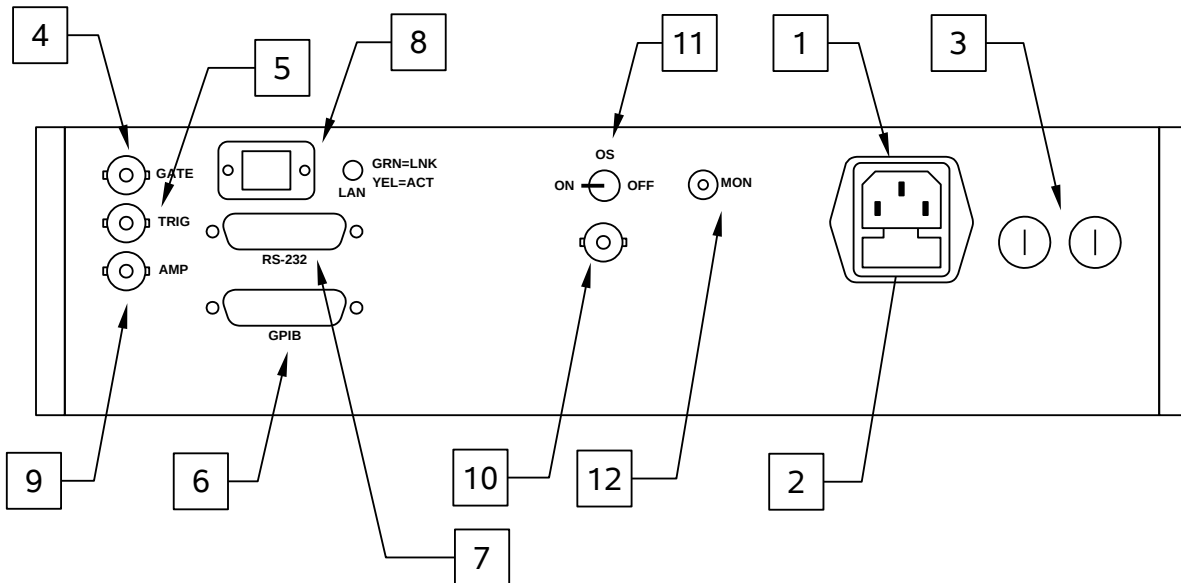 4
5
8
11
1
3
GATE
TRIG
AMP
LAN
GRN=LNK
YEL=ACT
RS-232
GPIB
OS
ON
OFF
MON
9
6
7
10
12
2